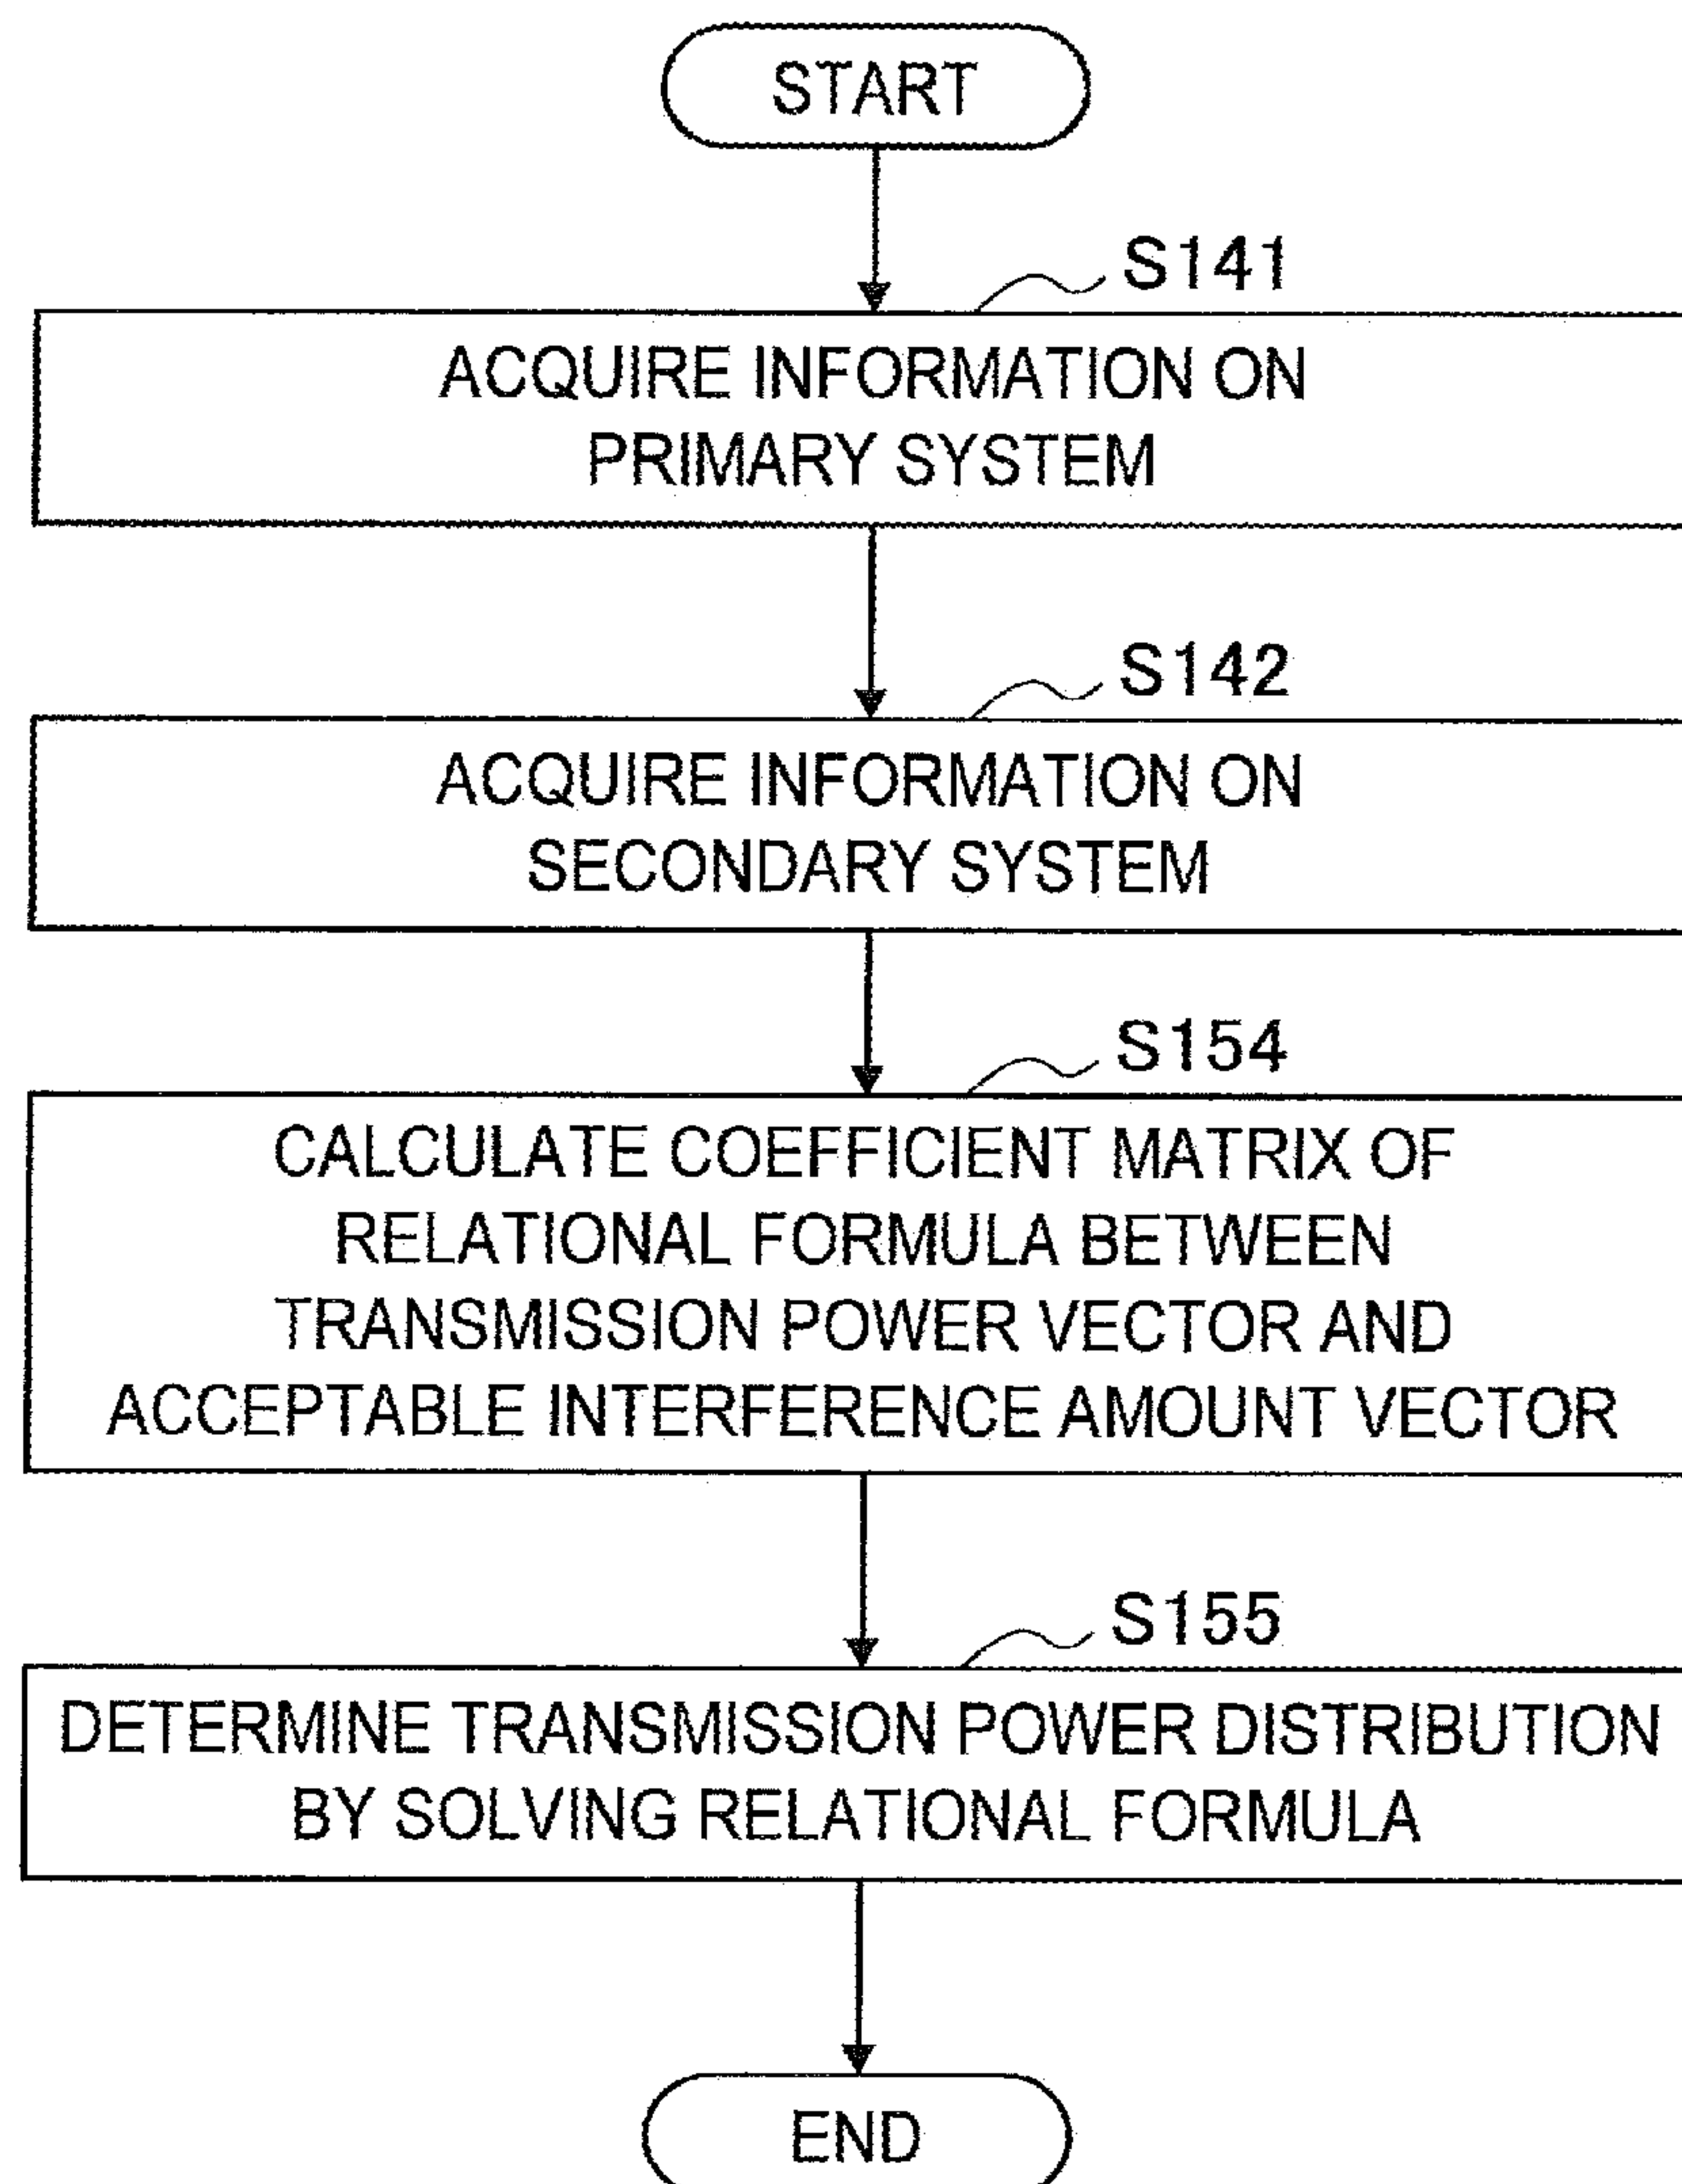 START
S141
ACQUIRE INFORMATION ON
PRIMARY SYSTEM
S142
ACQUIRE INFORMATION ON
SECONDARY SYSTEM
S154
CALCULATE COEFFICIENT MATRIX OF
RELATIONAL FORMULA BETWEEN
TRANSMISSION POWER VECTOR AND
ACCEPTABLE INTERFERENCE AMOUNT VECTOR
S155
DETERMINE TRANSMISSION POWER DISTRIBUTION
BY SOLVING RELATIONAL FORMULA
END